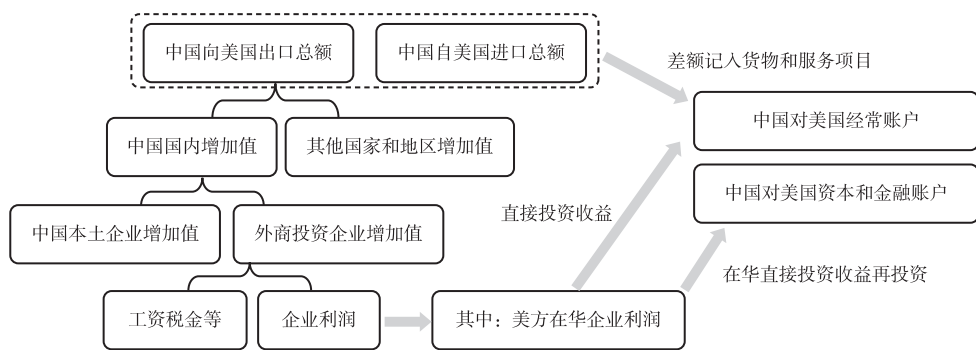 中国向美国出口总额
中国自美国进口总额
差额记入货物和服务项目
中国对美国经常账户
中国国内增加值
其他国家和地区增加值
中国对美国资本和金融账户
直接投资收益
中国本土企业增加值
外商投资企业增加值
在华直接投资收益再投资
工资税金等
企业利润
其中：美方在华企业利润